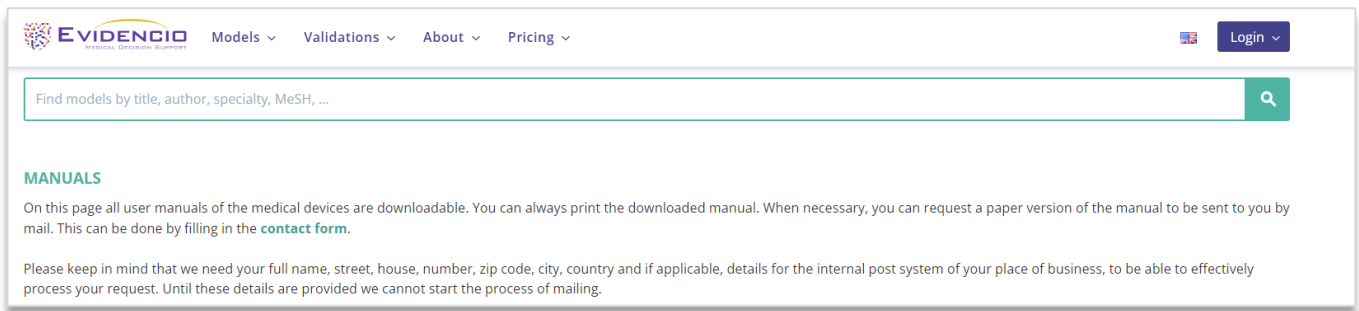 EVIDENCIO
MEDICAL DECISION SUPPORT
Models
Validations
About
Pricing
Login
Find models by title, author, specialty, MeSH, ...
MANUALS
On this page all user manuals of the medical devices are downloadable. You can always print the downloaded manual. When necessary, you can request a paper version of the manual to be sent to you by
mail. This can be done by filling in the contact form.
Please keep in mind that we need your full name, street, house, number, zip code, city, country and if applicable, details for the internal post system of your place of business, to be able to effectively
process your request. Until these details are provided we cannot start the process of mailing.